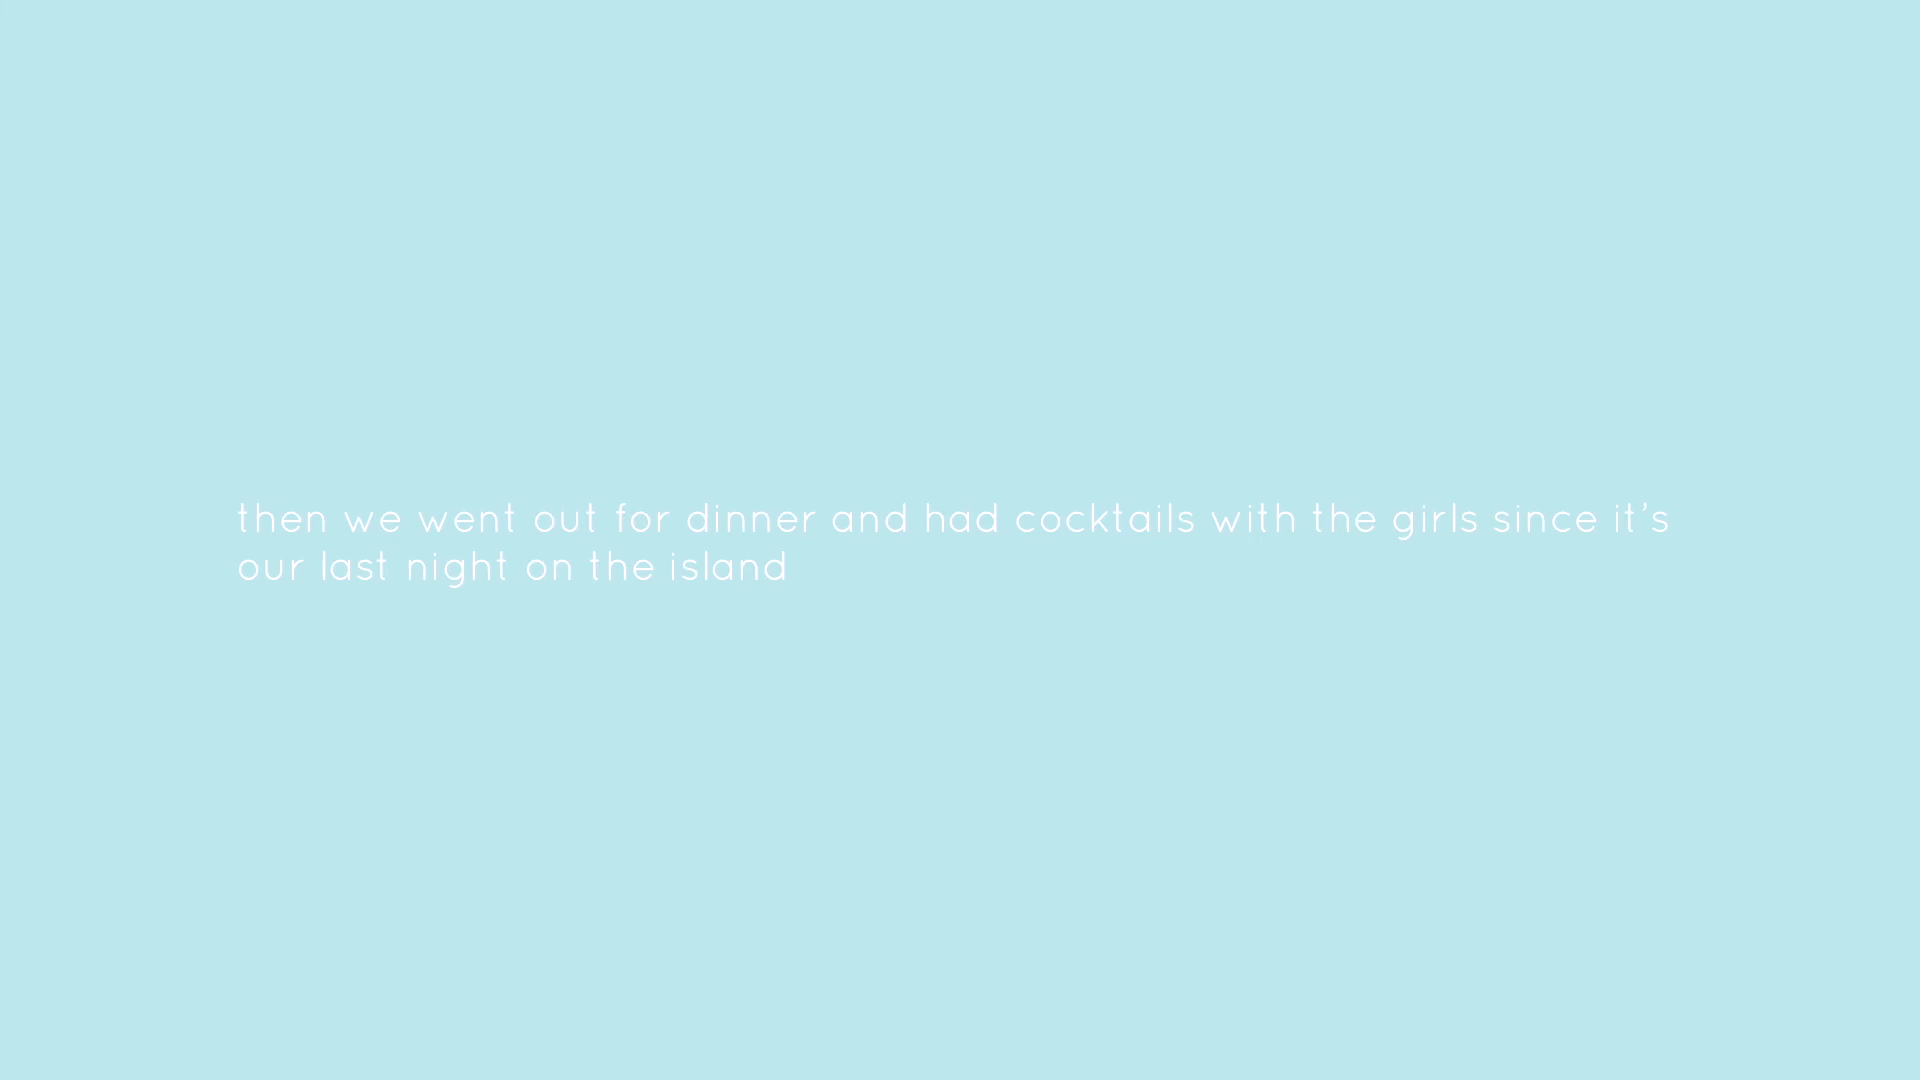 then we went out for dinner and had cocktails with the girls since it’s
our last night on the island